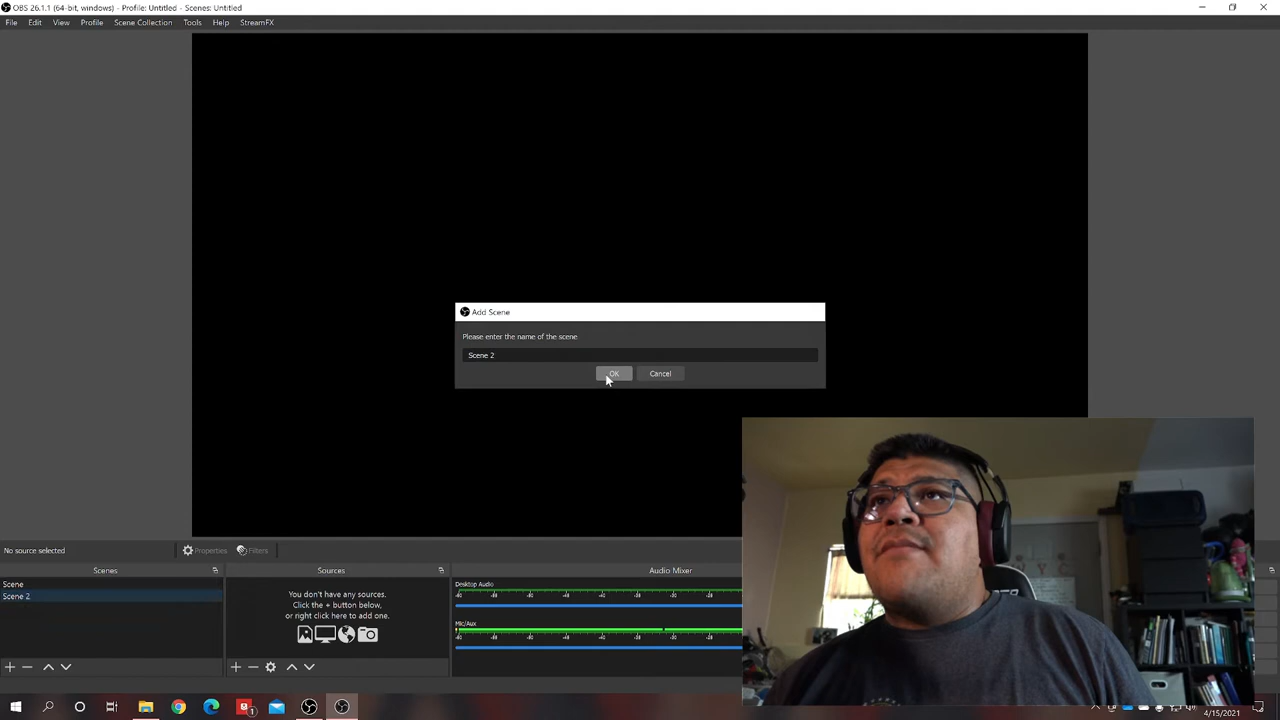 OBS 26.1.1 (64-bit, windows) - Profile: Untitled - Scenes: Untitled
File Edit View Profile Scene Collection Tools Help StreamFX
Add Scene
Please enter the name of the scene
Scene 2
OK Cancel
No source selected Properties Filters
Scenes Sources Audio Mixer
Scene
Scene 2
You don't have any sources.
Click the + button below,
or right click here to add one.
Desktop Audio
Mic/Aux
4/15/2021